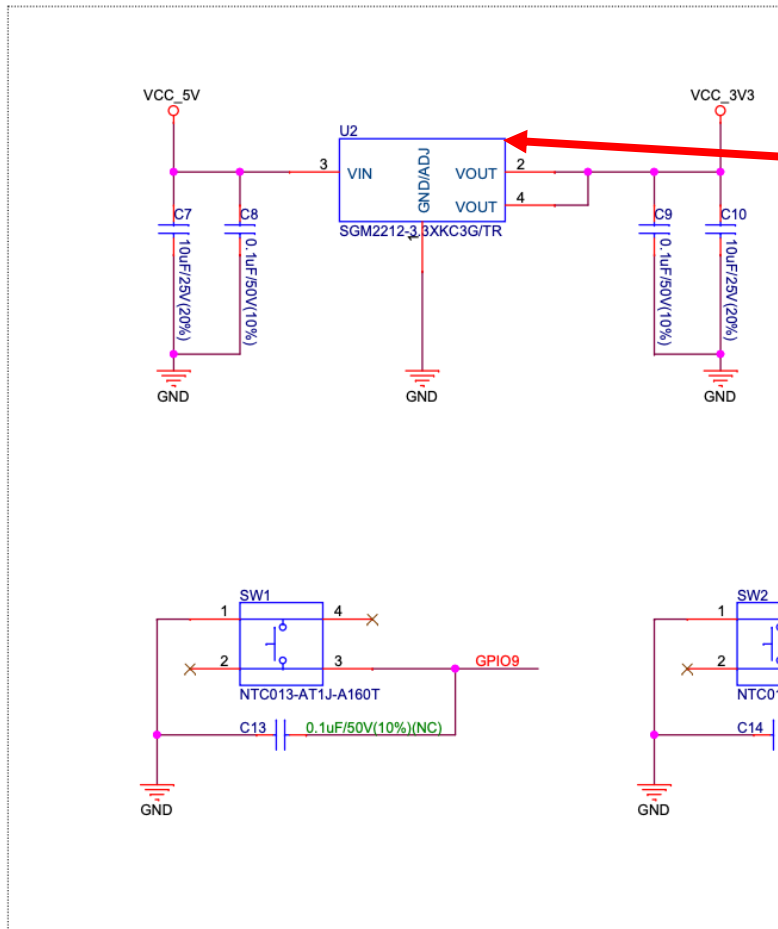 VCC_5V
VCC_3V3
U2
3
VIN
GND/ADJ
VOUT
2
VOUT
4
SGM2212-3.3XKC3G/TR
C7
10uF/25V(20%)
C8
0.1uF/50V(10%)
C9
0.1uF/50V(10%)
C10
10uF/25V(20%)
GND
GND
GND
SW1
1
4
2
3
GPIO9
NTC013-AT1J-A160T
C13
0.1uF/50V(10%)(NC)
GND
SW2
1
2
NTC01
C14
GND